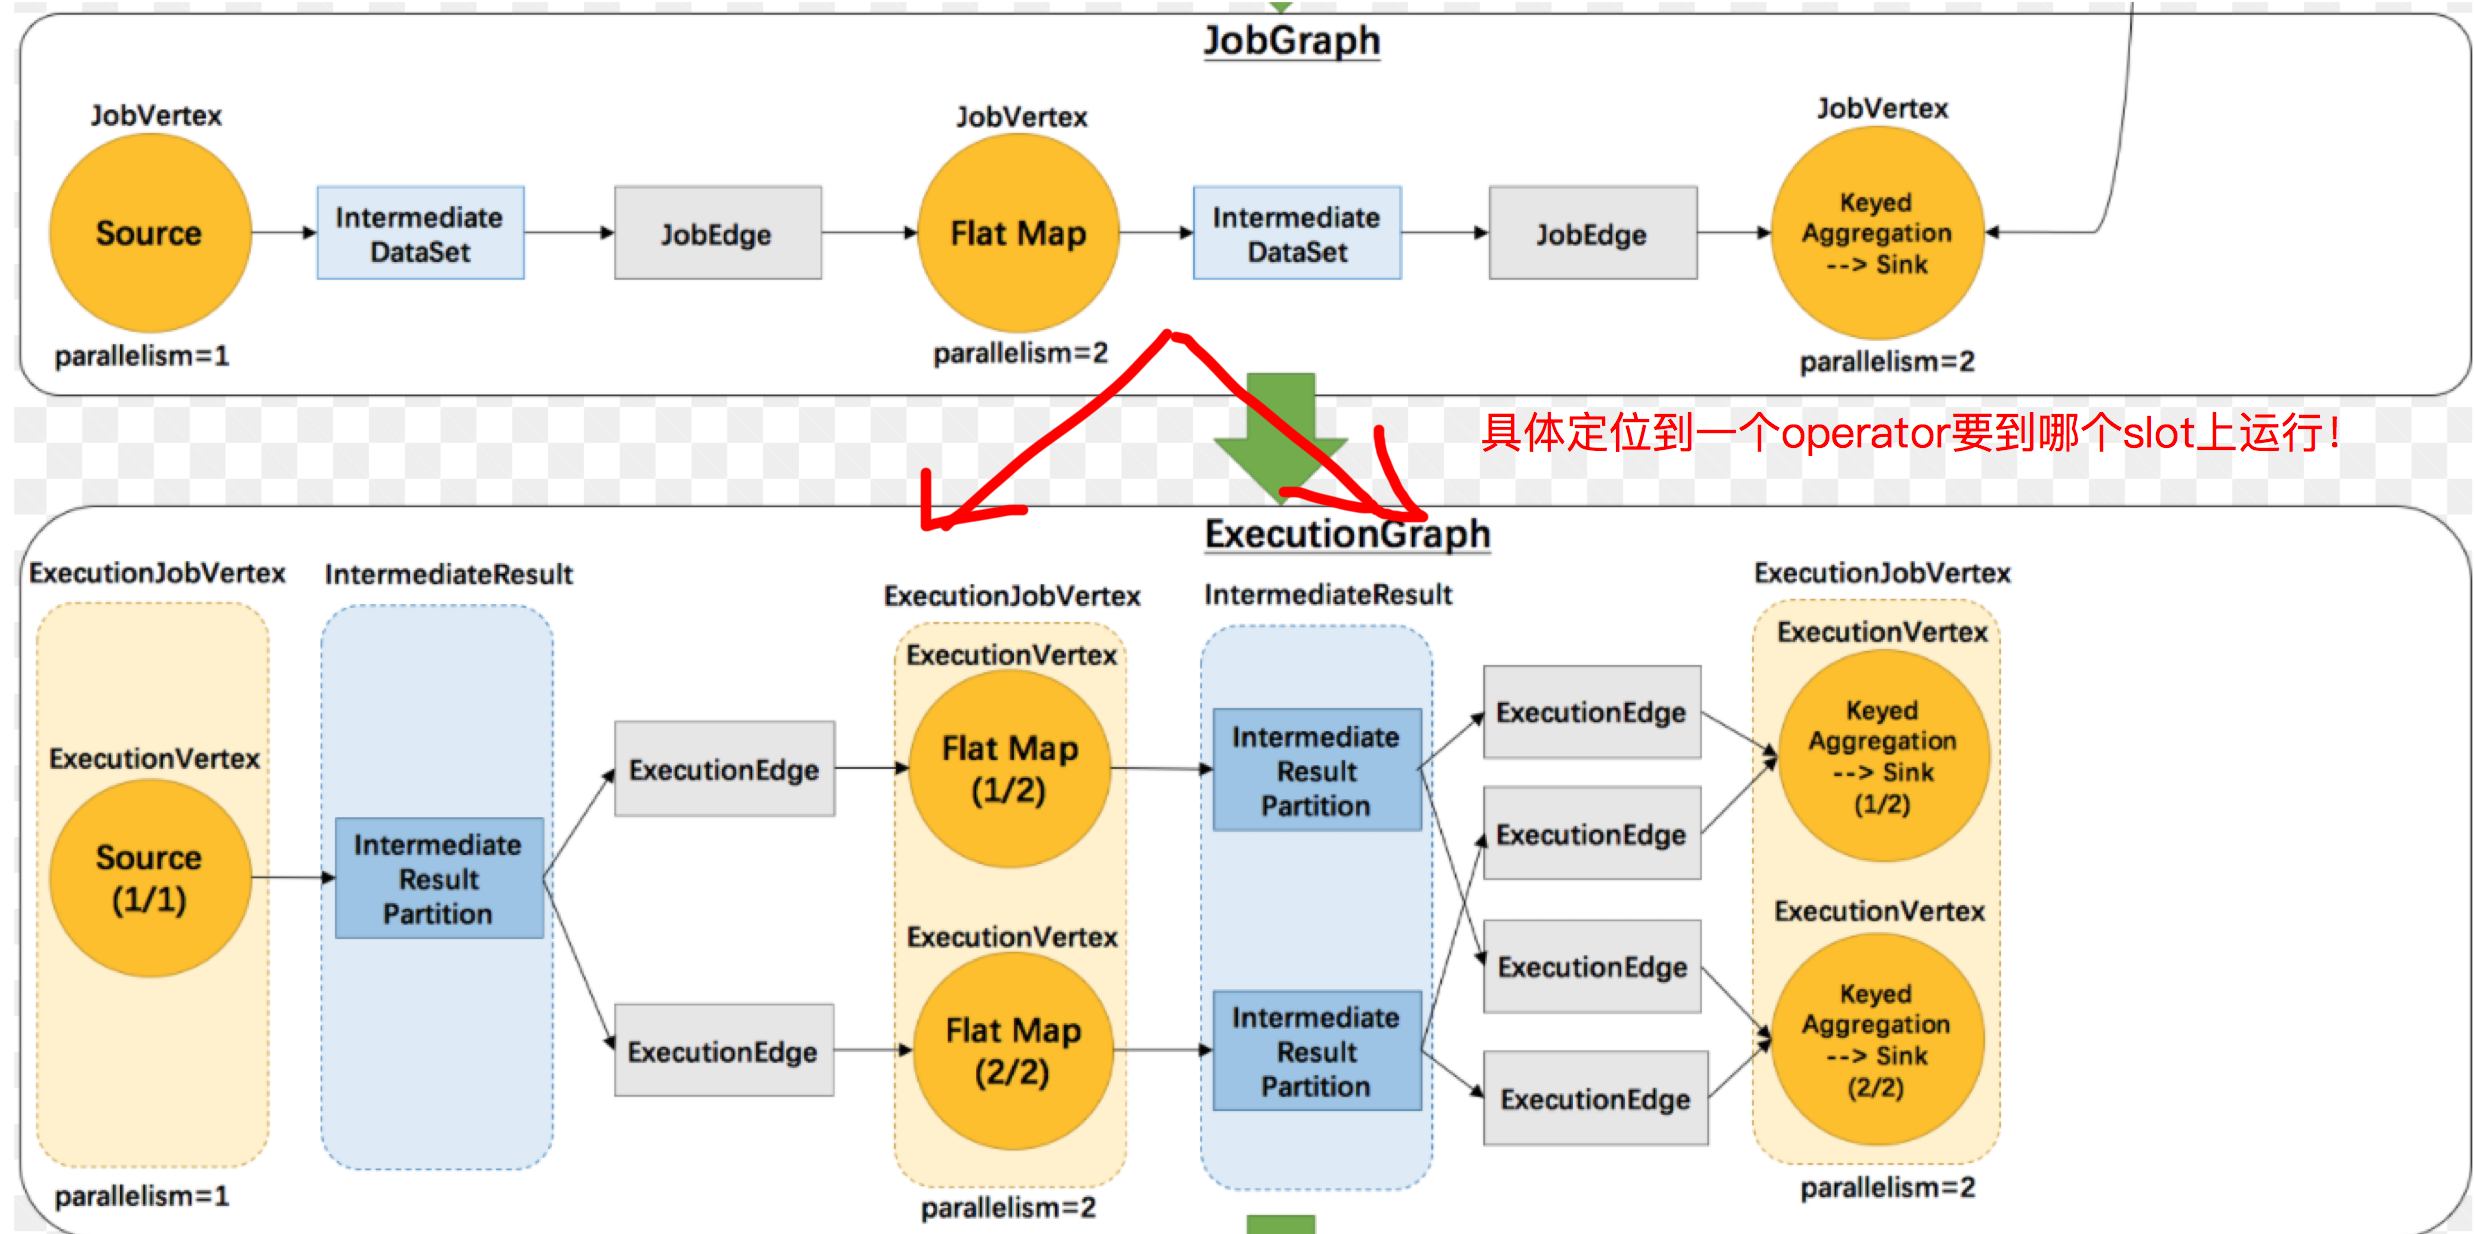 JobGraph
JobVertex
Source
parallelism=1
Intermediate
DataSet
JobEdge
JobVertex
Flat Map
parallelism=2
Intermediate
DataSet
JobEdge
JobVertex
Keyed
Aggregation
--> Sink
parallelism=2
具体定位到一个operator要到哪个slot上运行！
ExecutionGraph
ExecutionJobVertex
ExecutionVertex
Source
(1/1)
parallelism=1
IntermediateResult
Intermediate
Result
Partition
ExecutionEdge
ExecutionEdge
ExecutionJobVertex
ExecutionVertex
Flat Map
(1/2)
ExecutionVertex
Flat Map
(2/2)
parallelism=2
IntermediateResult
Intermediate
Result
Partition
Intermediate
Result
Partition
ExecutionEdge
ExecutionEdge
ExecutionEdge
ExecutionEdge
ExecutionJobVertex
ExecutionVertex
Keyed
Aggregation
--> Sink
(1/2)
ExecutionVertex
Keyed
Aggregation
--> Sink
(2/2)
parallelism=2